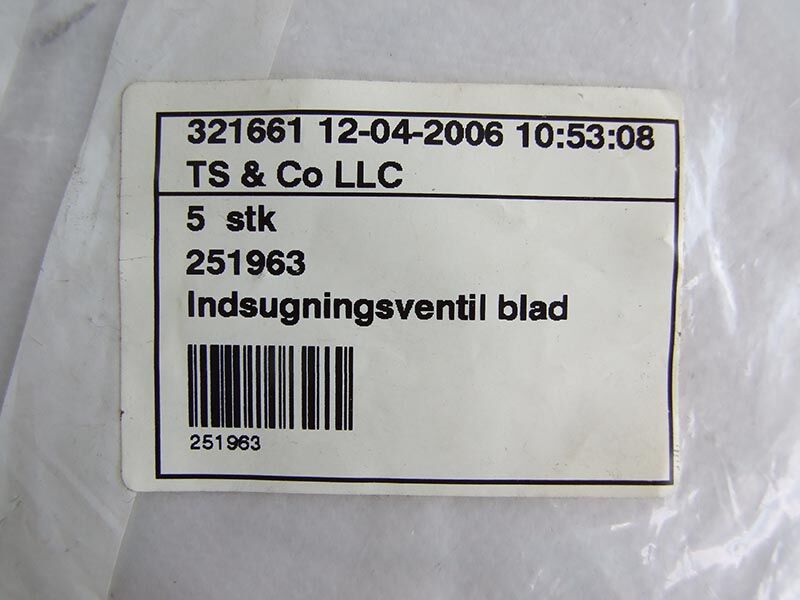 321661 12-04-2006 10:53:08
TS & Co LLC
5 stk
251963
Indsugningsventil blad
251963